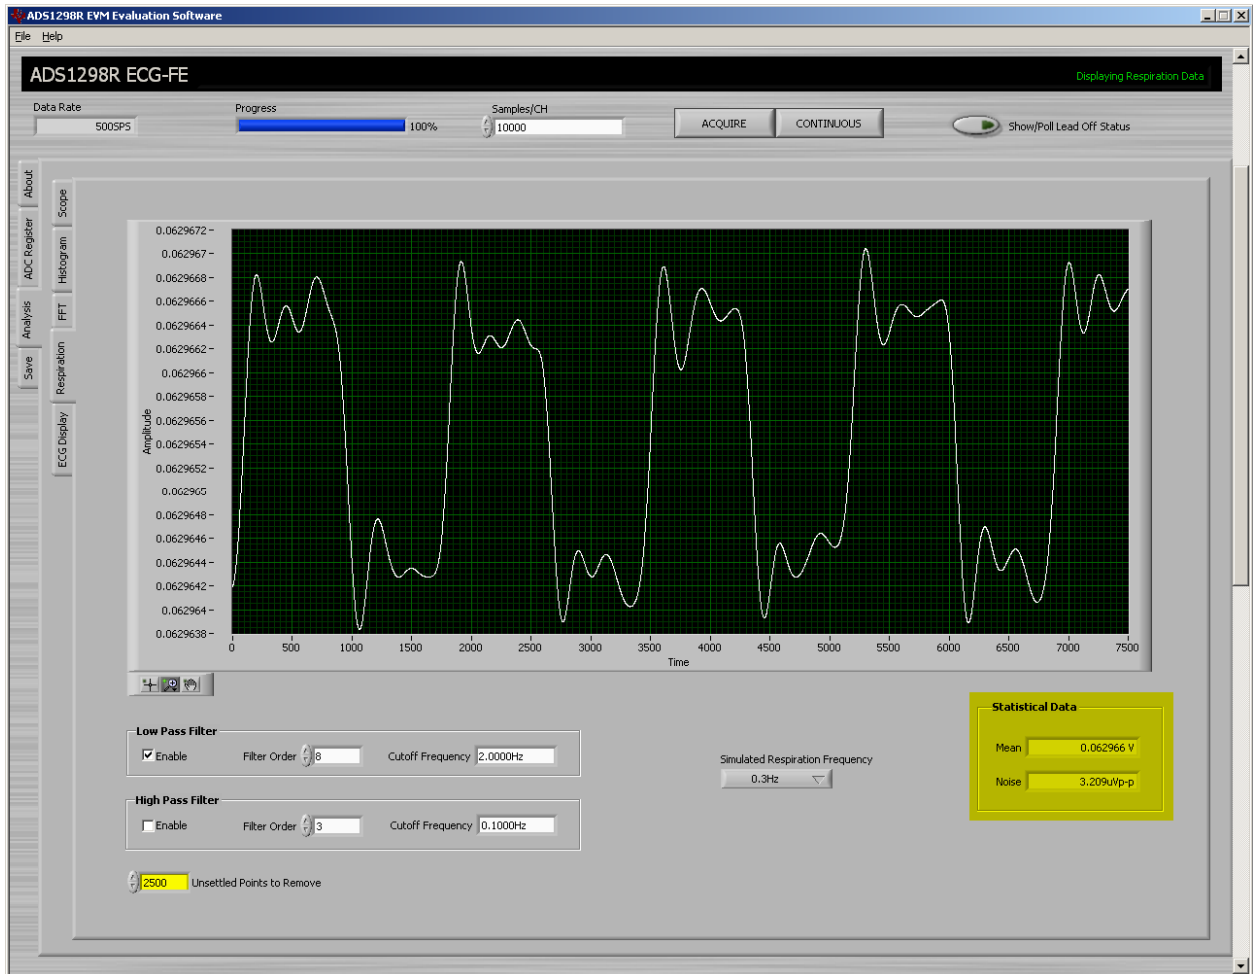 ADS1298R EVM Evaluation Software
File Help
ADS1298R ECG-FE
Displaying Respiration Data
Data Rate
500SPS
Progress
100%
Samples/CH
10000
ACQUIRE
CONTINUOUS
Show/Poll Lead Off Status
About
ADC Register
Analysis
Save
Scope
Histogram
FFT
Respiration
ECG Display
Amplitude
0.0629672
0.062967
0.0629668
0.0629666
0.0629664
0.0629662
0.062966
0.0629658
0.0629656
0.0629654
0.0629652
0.062965
0.0629648
0.0629646
0.0629644
0.0629642
0.062964
0.0629638
0 500 1000 1500 2000 2500 3000 3500 4000 4500 5000 5500 6000 6500 7000 7500
Time
Low Pass Filter
Enable Filter Order 8 Cutoff Frequency 2.0000Hz
High Pass Filter
Enable Filter Order 3 Cutoff Frequency 0.1000Hz
2500 Unsettled Points to Remove
Simulated Respiration Frequency
0.3Hz
Statistical Data
Mean 0.062966 V
Noise 3.209uVp-p